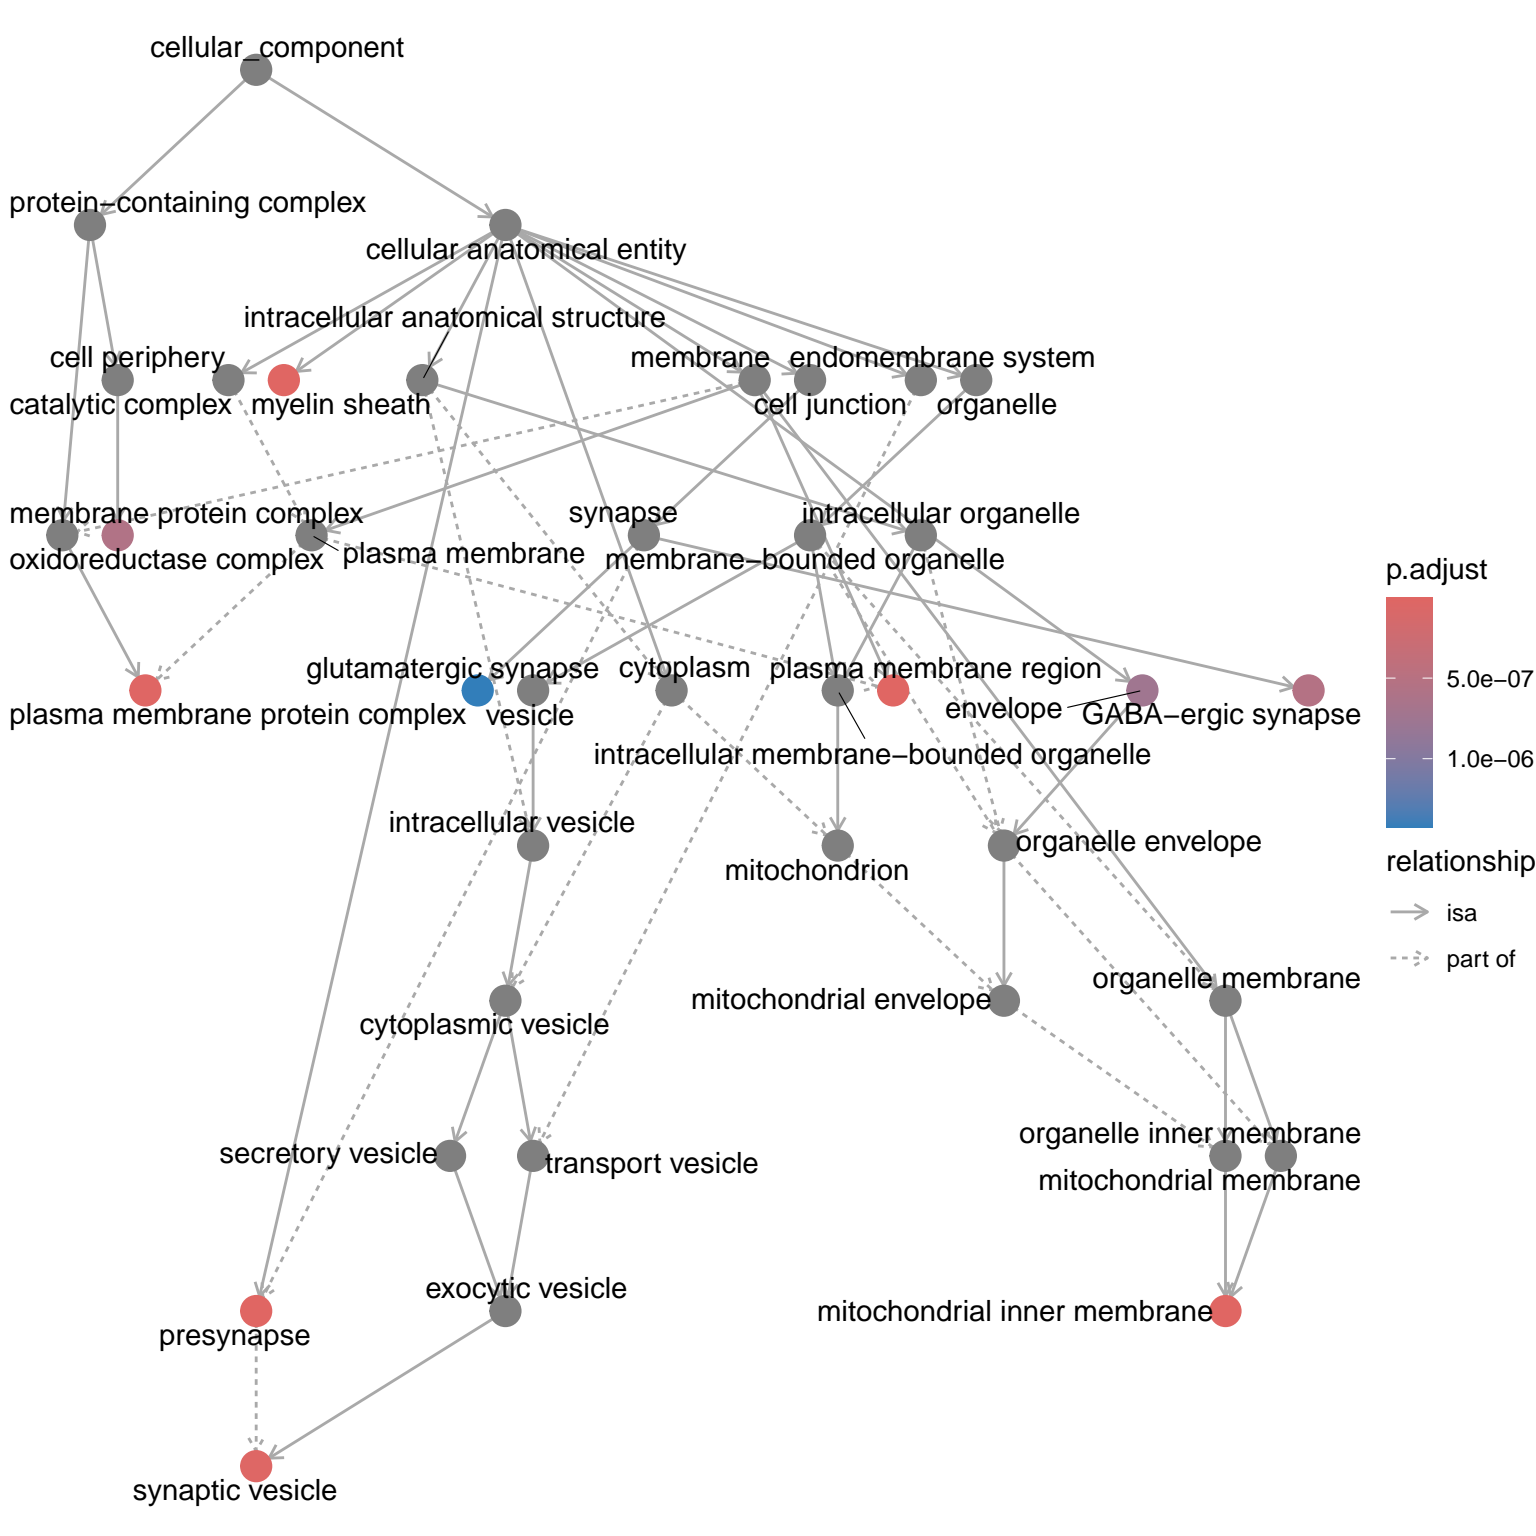 cellular_component
protein−containing complex
cellular anatomical entity
intracellular anatomical structure
cell periphery
membrane
endomembrane system
catalytic complex
myelin sheath
cell junction
organelle
membrane protein complex
synapse
intracellular organelle
oxidoreductase complex
plasma membrane
membrane−bounded organelle
p.adjust
5.0e−07
1.0e−06
glutamatergic synapse
cytoplasm
plasma membrane region
plasma membrane protein complex
vesicle
envelope
GABA−ergic synapse
intracellular membrane−bounded organelle
intracellular vesicle
mitochondrion
organelle envelope
relationship
isa
part of
mitochondrial envelope
organelle membrane
cytoplasmic vesicle
secretory vesicle
transport vesicle
organelle inner membrane
mitochondrial membrane
exocytic vesicle
mitochondrial inner membrane
presynapse
synaptic vesicle